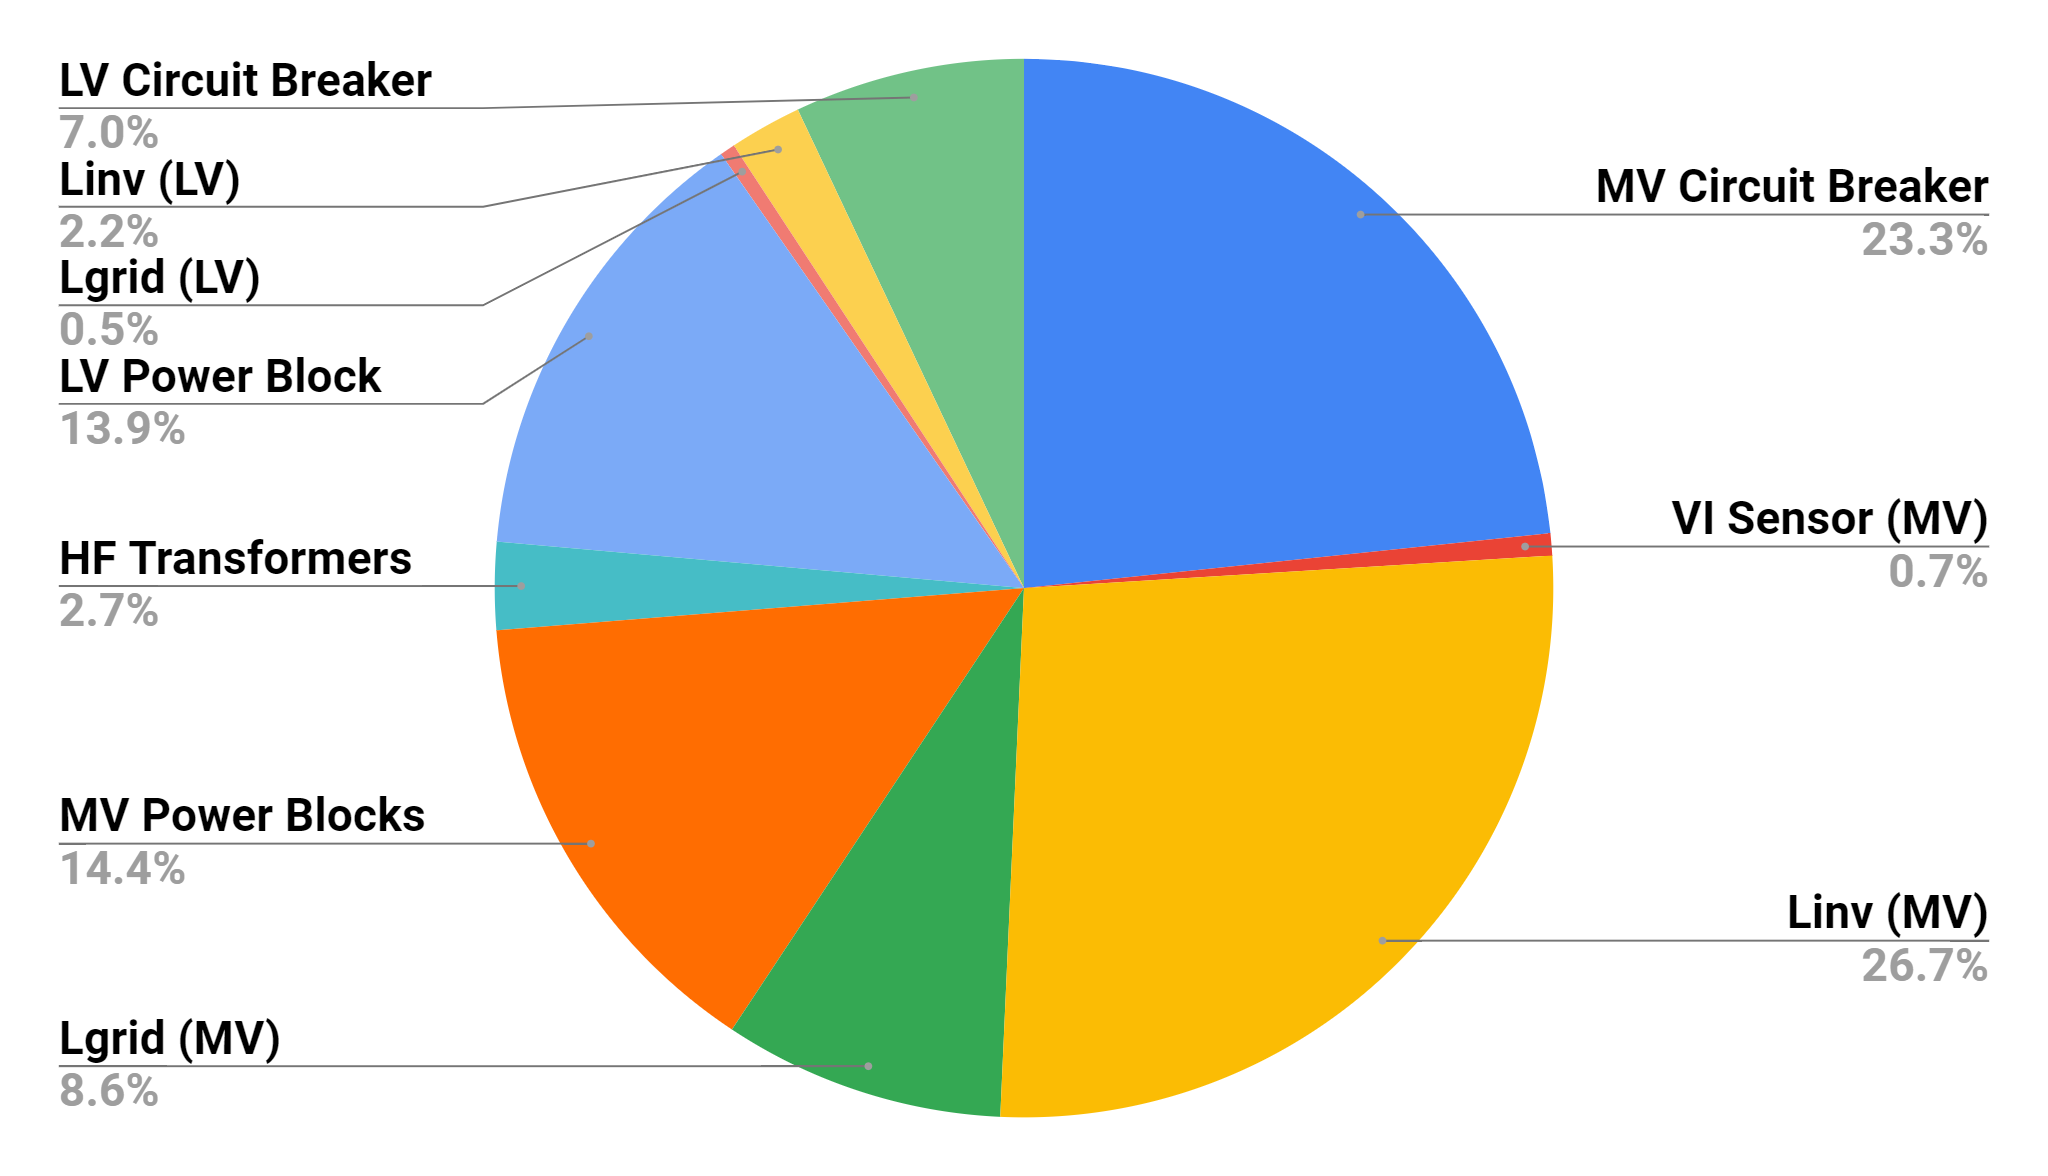 LV Circuit Breaker
7.0%
Linv (LV)
2.2%
Lgrid (LV)
0.5%
LV Power Block
13.9%
HF Transformers
2.7%
MV Power Blocks
14.4%
Lgrid (MV)
8.6%
MV Circuit Breaker
23.3%
VI Sensor (MV)
0.7%
Linv (MV)
26.7%